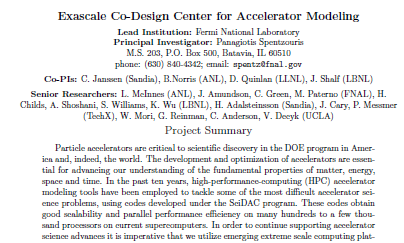 Exascale Co-Design Center for Accelerator Modeling
Lead Institution: Fermi National Laboratory
Principal Investigator: Panagiotis Spentzouris
M.S. 203, P.O. Box 500, Batavia, IL 60510
phone: (630) 840-4342; email: spentz@fnal.gov
Co-PIs: C. Janssen (Sandia), B.Norris (ANL), D. Quinlan (LLNL), J. Shalf (LBNL)
Senior Researchers: L. McInnes (ANL), J. Amundson, C. Green, M. Paterno (FNAL), H.
Childs, A. Shoshani, S. Williams, K. Wu (LBNL), H. Adalsteinsson (Sandia), J. Cary, P. Messmer
(TechX), W. Mori, G. Reinman, C. Anderson, V. Decyk (UCLA)
Project Summary
Particle accelerators are critical to scientific discovery in the DOE program in Amer-
ica and, indeed, the world. The development and optimization of accelerators are essen-
tial for advancing our understanding of the fundamental properties of matter, energy,
space and time. In the past ten years, high-performance-computing (HPC) accelerator
modeling tools have been employed to tackle some of the most difficult accelerator sci-
ence problems, using codes developed under the SciDAC program. These codes obtain
good scalability and parallel performance efficiency on many hundreds to a few thou-
sand processors on current supercomputers. In order to continue supporting accelerator
science advances it is imperative that we utilize emerging extreme scale computing plat-